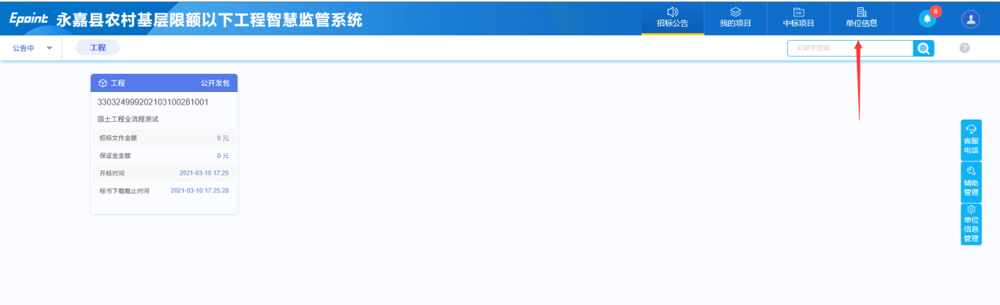 Epoint 永嘉县农村基层限额以下工程智慧监管系统
招标公告 我的项目 中标项目 单位信息 8
公告中 工程 关键字搜索 ?
工程 公开发包
330324999202103100281001
国土工程全流程测试
招标文件金额 0 元
保证金金额 0 元
开标时间 2021-03-10 17:25
标书下载截止时间 2021-03-10 17:25:28
客服
电话
辅助
管理
单位
信息
管理